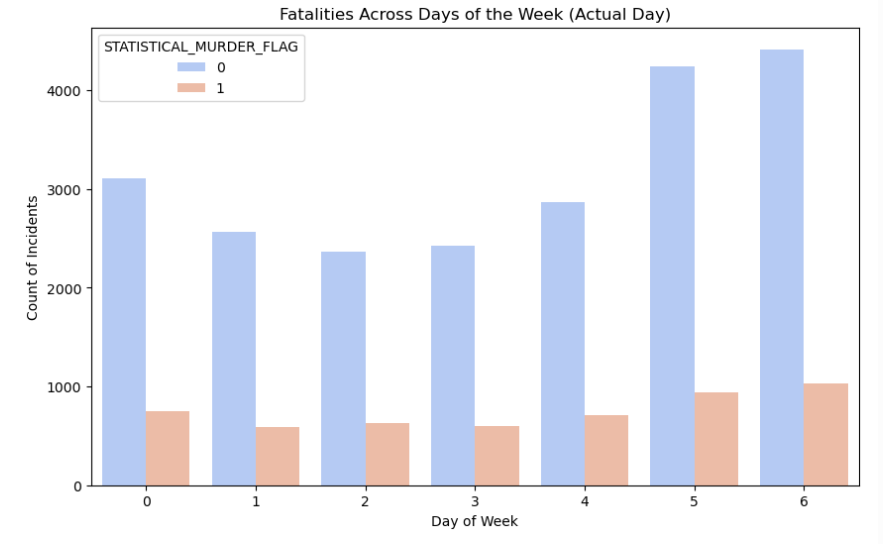 Fatalities Across Days of the Week (Actual Day)
STATISTICAL_MURDER_FLAG
0
1
Count of Incidents
4000
3000
2000
1000
0
0 1 2 3 4 5 6
Day of Week